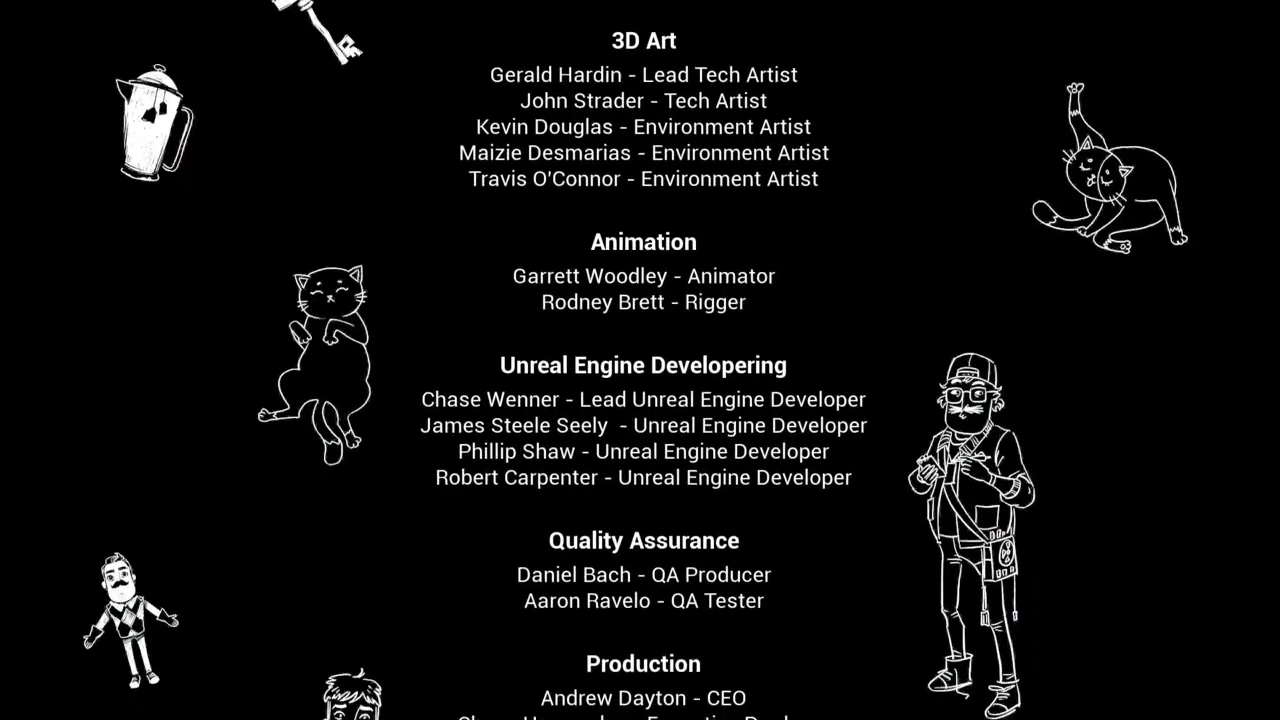 3D Art
Gerald Hardin - Lead Tech Artist
John Strader - Tech Artist
Kevin Douglas - Environment Artist
Maizie Desmarias - Environment Artist
Travis O'Connor - Environment Artist
Animation
Garrett Woodley - Animator
Rodney Brett - Rigger
Unreal Engine Developering
Chase Wenner - Lead Unreal Engine Developer
James Steele Seely  - Unreal Engine Developer
Phillip Shaw - Unreal Engine Developer
Robert Carpenter - Unreal Engine Developer
Quality Assurance
Daniel Bach - QA Producer
Aaron Ravelo - QA Tester
Production
Andrew Dayton - CEO